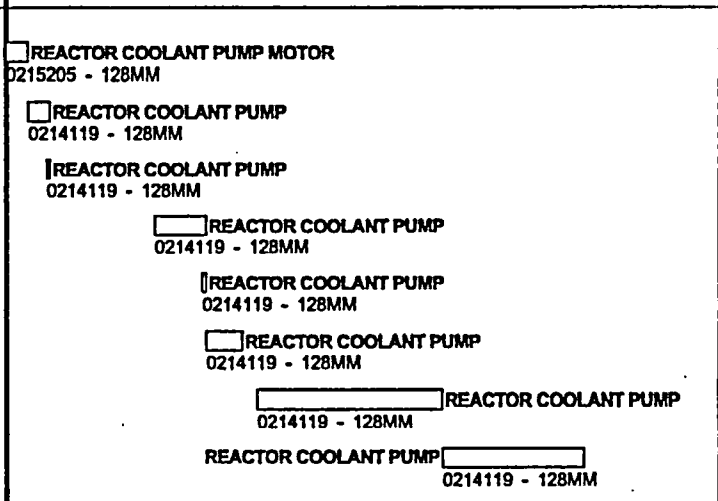 REACTOR COOLANT PUMP MOTOR
0215205 - 128MM
REACTOR COOLANT PUMP
0214119 - 128MM
REACTOR COOLANT PUMP
0214119 - 128MM
REACTOR COOLANT PUMP
0214119 - 128MM
REACTOR COOLANT PUMP
0214119 - 128MM
REACTOR COOLANT PUMP
0214119 - 128MM
REACTOR COOLANT PUMP
0214119 - 128MM
REACTOR COOLANT PUMP
0214119 - 128MM